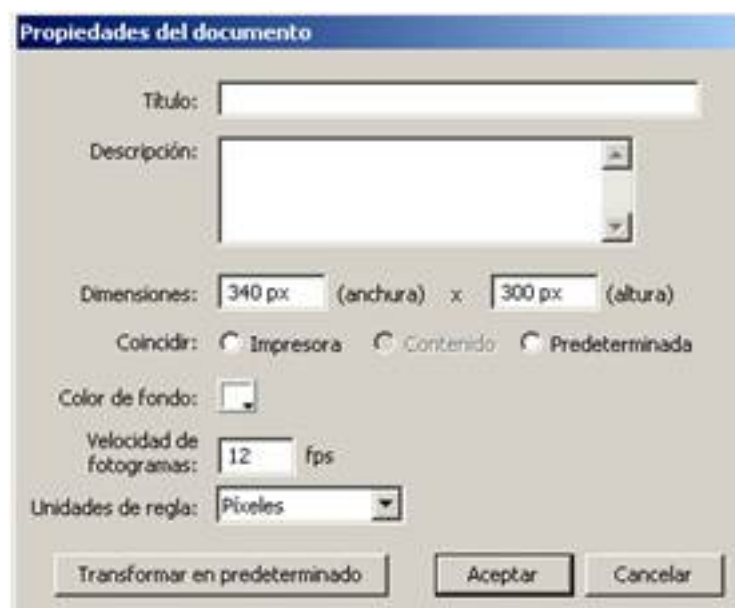 Propiedades del documento
Título:
Descripción:
Dimensiones: 340 px (anchura) x 300 px (altura)
Coincidir: Impresora Contenido Predeterminada
Color de fondo:
Velocidad de
fotogramas: 12 fps
Unidades de regla: Píxeles
Transformar en predeterminado Aceptar Cancelar